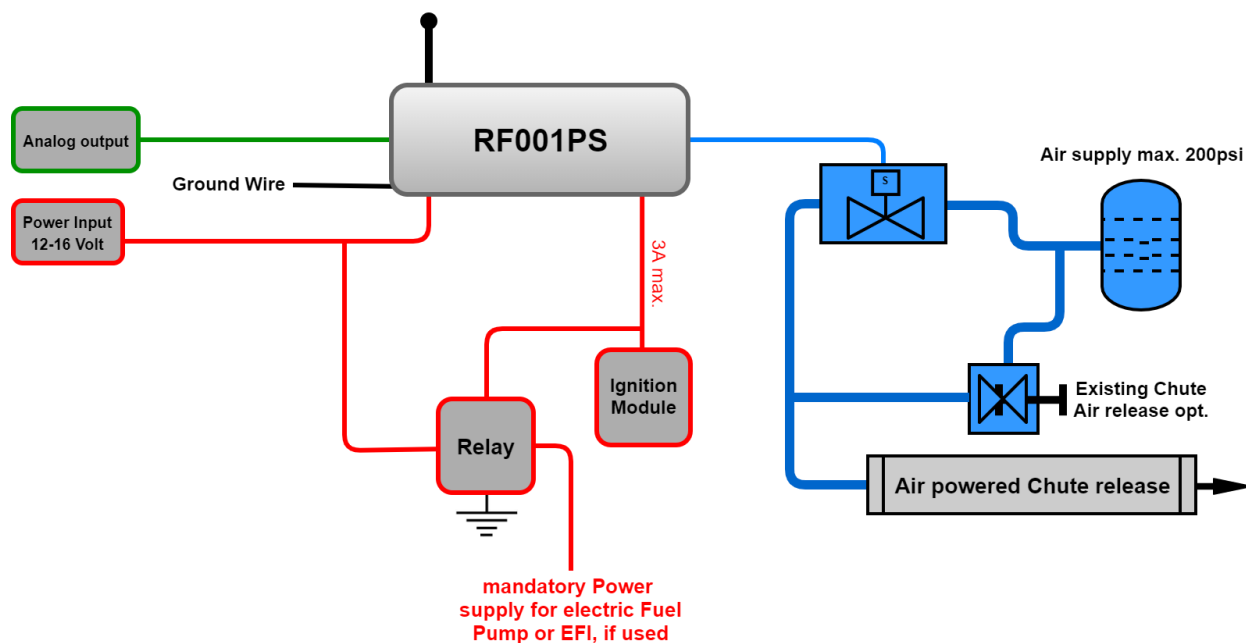 RF001PS
Analog output
Ground Wire
Power Input
12-16 Volt
3A max.
Air supply max. 200psi
S
Ignition
Module
Relay
Existing Chute
Air release opt.
Air powered Chute release
mandatory Power
supply for electric Fuel
Pump or EFI, if used